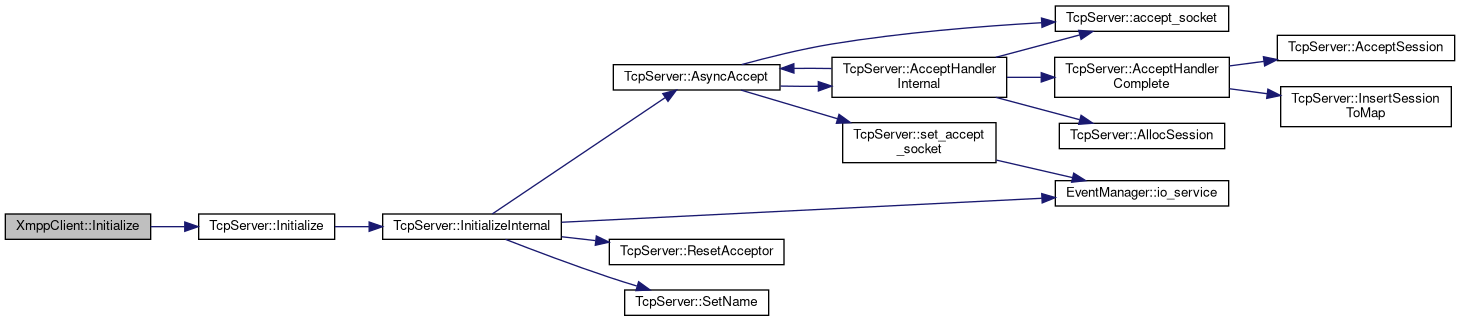 XmppClient::Initialize
TcpServer::Initialize
TcpServer::InitializeInternal
TcpServer::AsyncAccept
TcpServer::accept_socket
TcpServer::AcceptHandler
Internal
TcpServer::AcceptHandler
Complete
TcpServer::AcceptSession
TcpServer::InsertSession
ToMap
TcpServer::AllocSession
TcpServer::set_accept
_socket
EventManager::io_service
TcpServer::ResetAcceptor
TcpServer::SetName